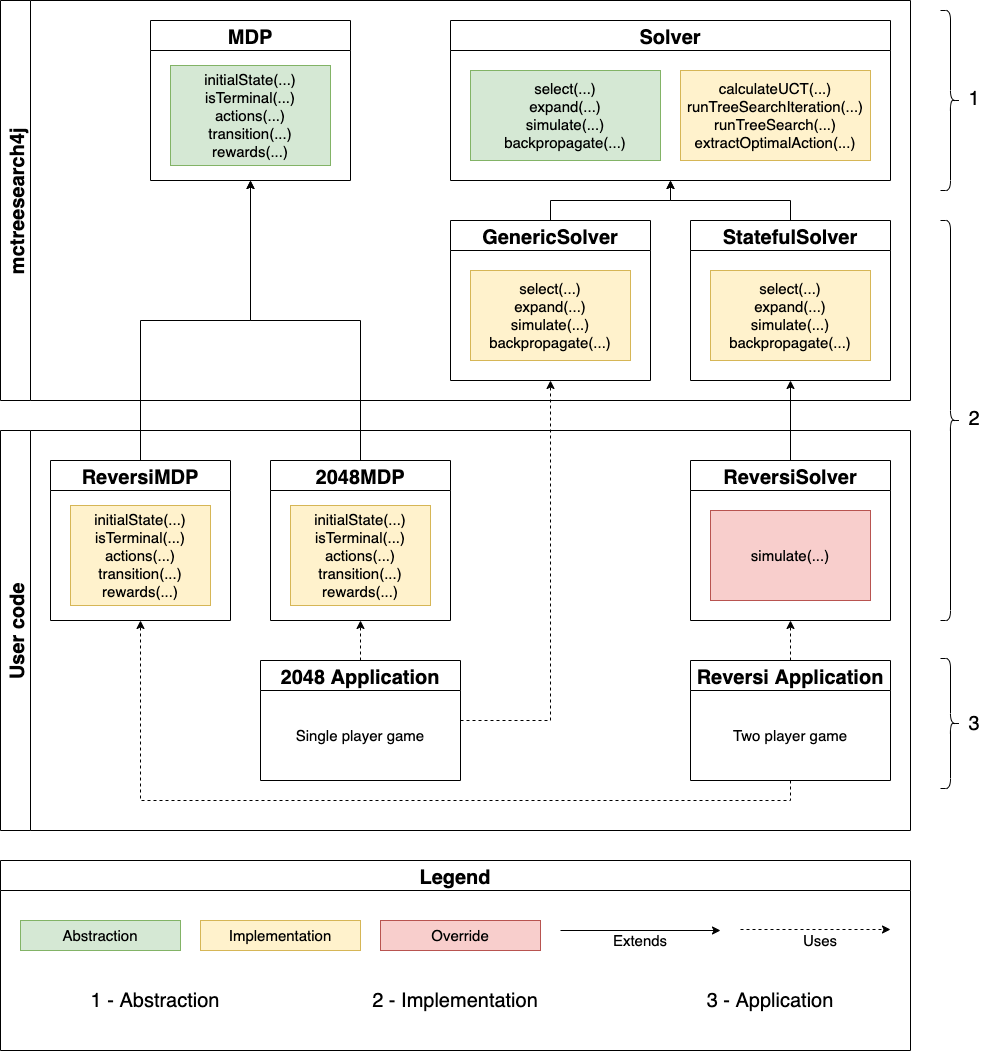 mctreesearch4j
MDP
initialState(...)
isTerminal(...)
actions(...)
transition(...)
rewards(...)
Solver
select(...)
expand(...)
simulate(...)
backpropagate(...)
calculateUCT(...)
runTreeSearchIteration(...)
runTreeSearch(...)
extractOptimalAction(...)
1
GenericSolver
select(...)
expand(...)
simulate(...)
backpropagate(...)
StatefulSolver
select(...)
expand(...)
simulate(...)
backpropagate(...)
2
User code
ReversiMDP
initialState(...)
isTerminal(...)
actions(...)
transition(...)
rewards(...)
2048MDP
initialState(...)
isTerminal(...)
actions(...)
transition(...)
rewards(...)
ReversiSolver
simulate(...)
2048 Application
Single player game
Reversi Application
Two player game
3
Legend
Abstraction
Implementation
Override
Extends
Uses
1 - Abstraction
2 - Implementation
3 - Application